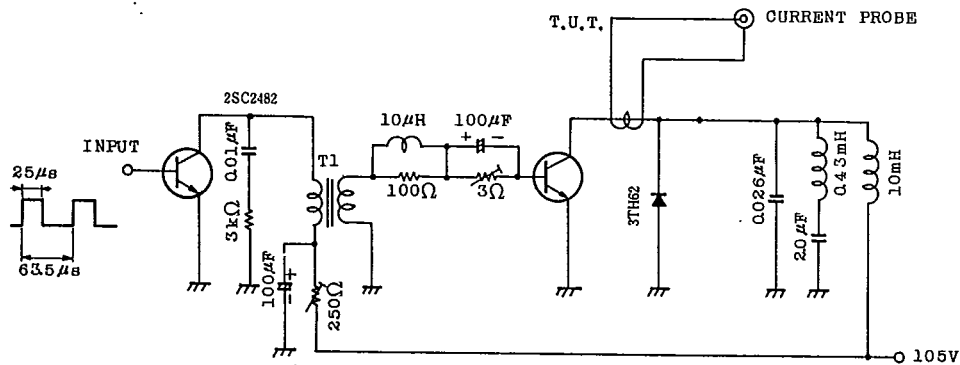 T.U.T.
CURRENT PROBE
2SC2482
INPUT
0.01μF
3kΩ
T1
10μH
100μF
100Ω
3Ω
25μs
63.5μs
100μF
250Ω
3TH62
0.026μF
0.43mH
2.0μF
10mH
105V